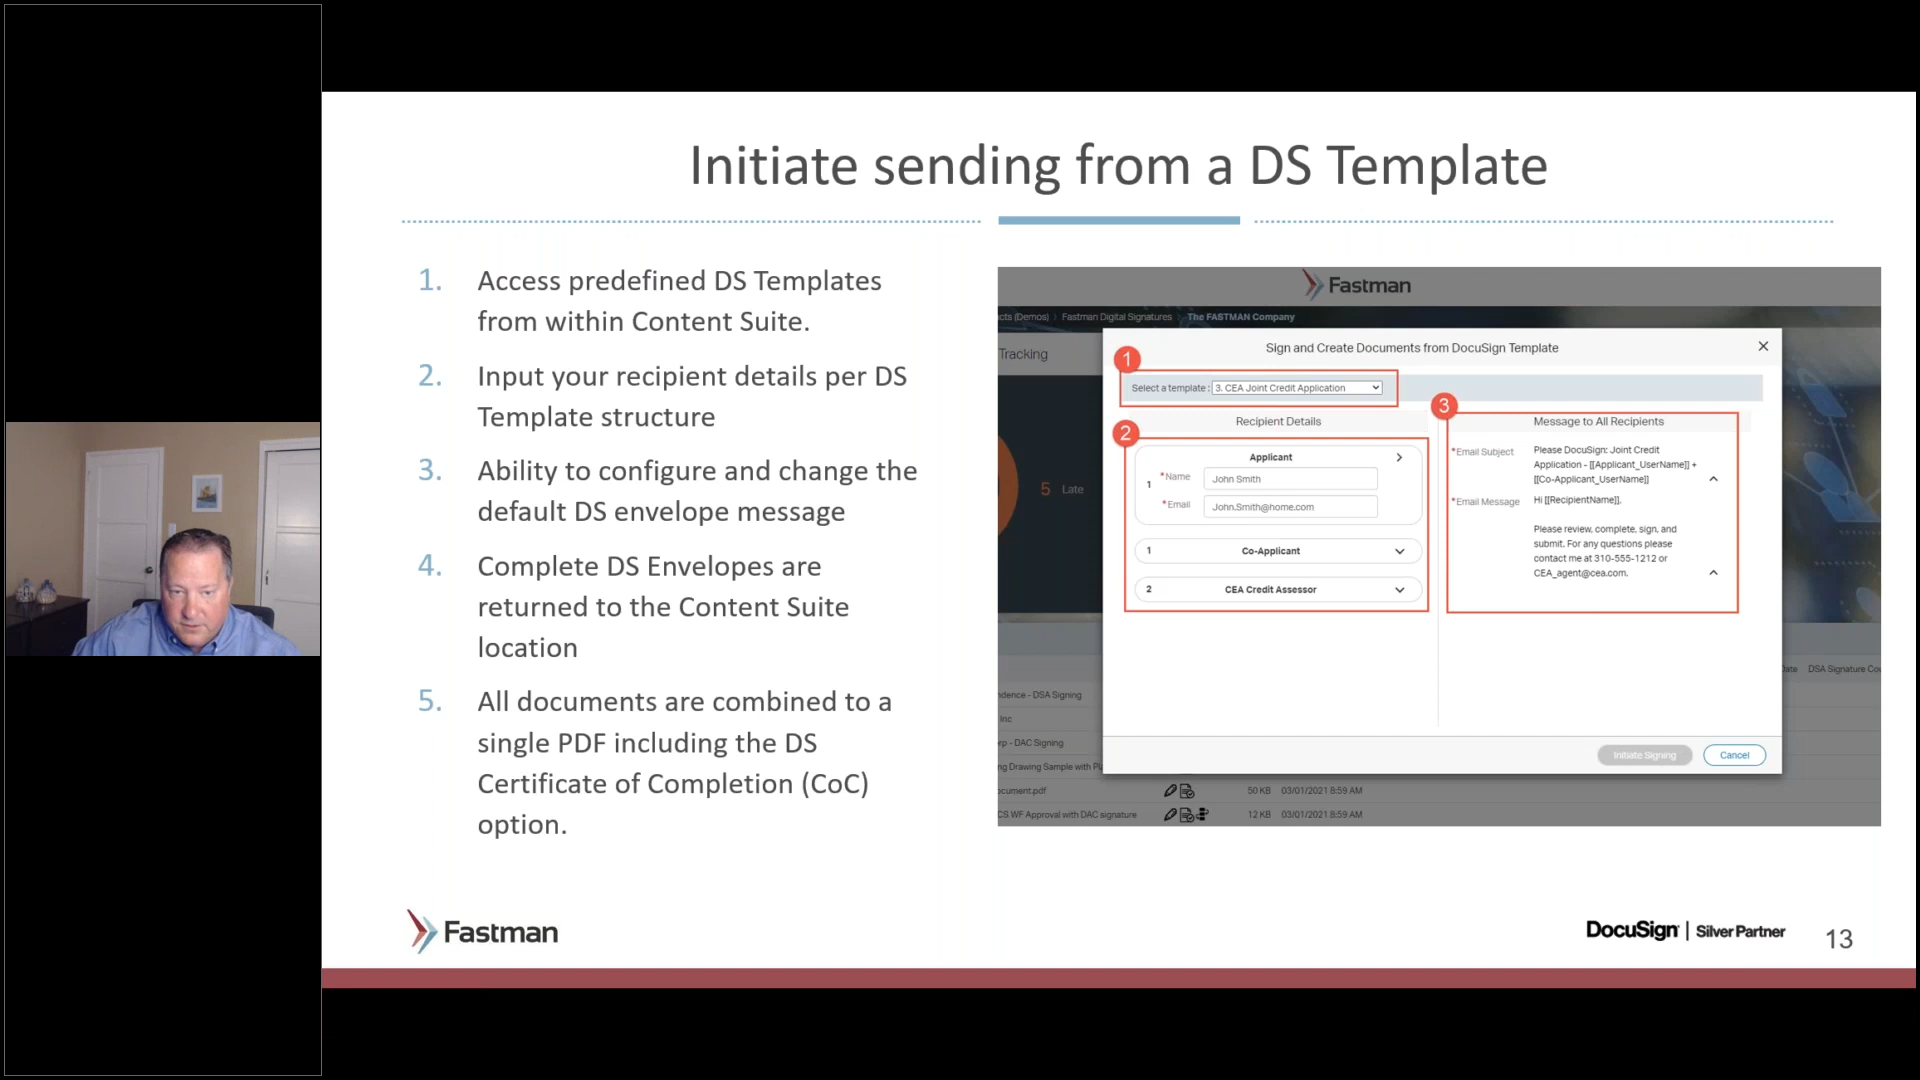 Initiate sending from a DS Template
1. Access predefined DS Templates
from within Content Suite.
2. Input your recipient details per DS
Template structure
3. Ability to configure and change the
default DS envelope message
4. Complete DS Envelopes are
returned to the Content Suite
location
5. All documents are combined to a
single PDF including the DS
Certificate of Completion (CoC)
option.
Fastman
(Demos) Fastman Digital Signatures The FASTMAN Company
Tracking
5 Late
Sign and Create Documents from DocuSign Template
1
Select a template : 3. CEA Joint Credit Application
2
Recipient Details
Applicant
1
*Name John Smith
*Email John.Smith@home.com
1 Co-Applicant
2 CEA Credit Assessor
3
Message to All Recipients
*Email Subject Please DocuSign: Joint Credit
Application - [[Applicant_UserName]] +
[[Co-Applicant_UserName]]
*Email Message Hi [[RecipientName]],
Please review, complete, sign, and
submit. For any questions please
contact me at 310-555-1212 or
CEA_agent@cea.com.
Initiate Signing Cancel
DSA Signature
- DSA Signing
Inc
- DAC Signing
Drawing Sample with
50 KB 03/01/2021 8:59 AM
CS WF Approval with DAC signature 12 KB 03/01/2021 8:59 AM
Fastman
DocuSign | Silver Partner
13